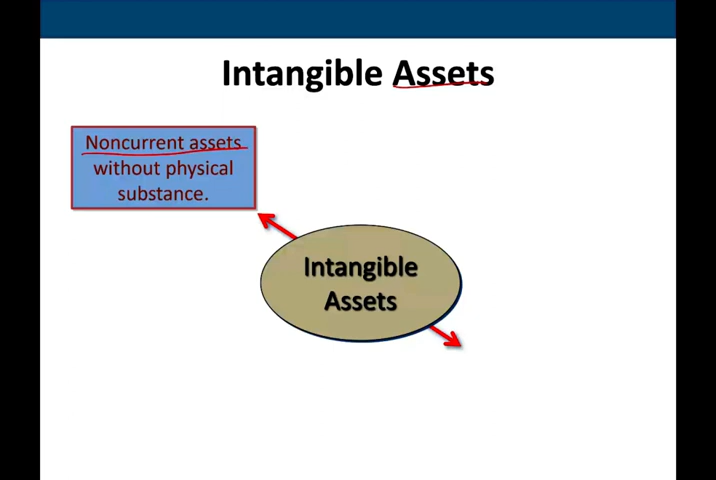 Intangible Assets
Noncurrent assets
without physical
substance.
Intangible
Assets